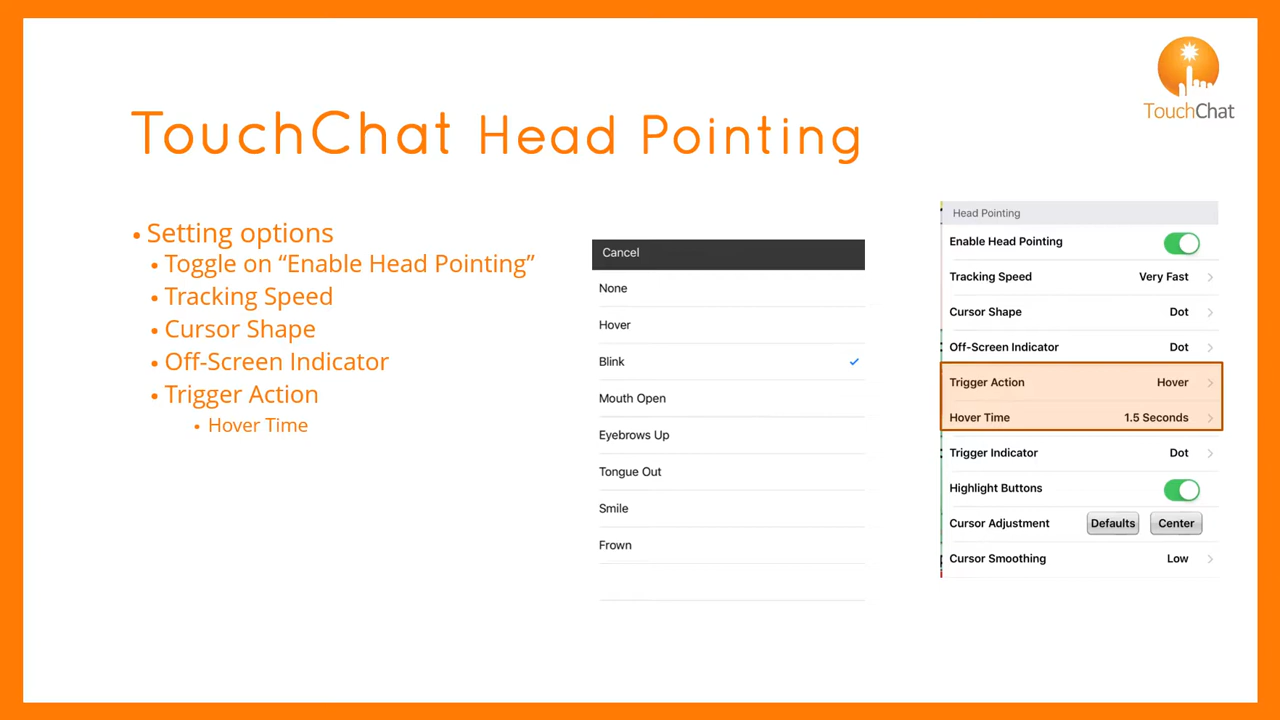 TouchChat
TouchChat Head Pointing
• Setting options
• Toggle on “Enable Head Pointing”
• Tracking Speed
• Cursor Shape
• Off-Screen Indicator
• Trigger Action
• Hover Time
Cancel
None
Hover
Blink
Mouth Open
Eyebrows Up
Tongue Out
Smile
Frown
Head Pointing
Enable Head Pointing
Tracking Speed Very Fast
Cursor Shape Dot
Off-Screen Indicator Dot
Trigger Action Hover
Hover Time 1.5 Seconds
Trigger Indicator Dot
Highlight Buttons
Cursor Adjustment Defaults Center
Cursor Smoothing Low